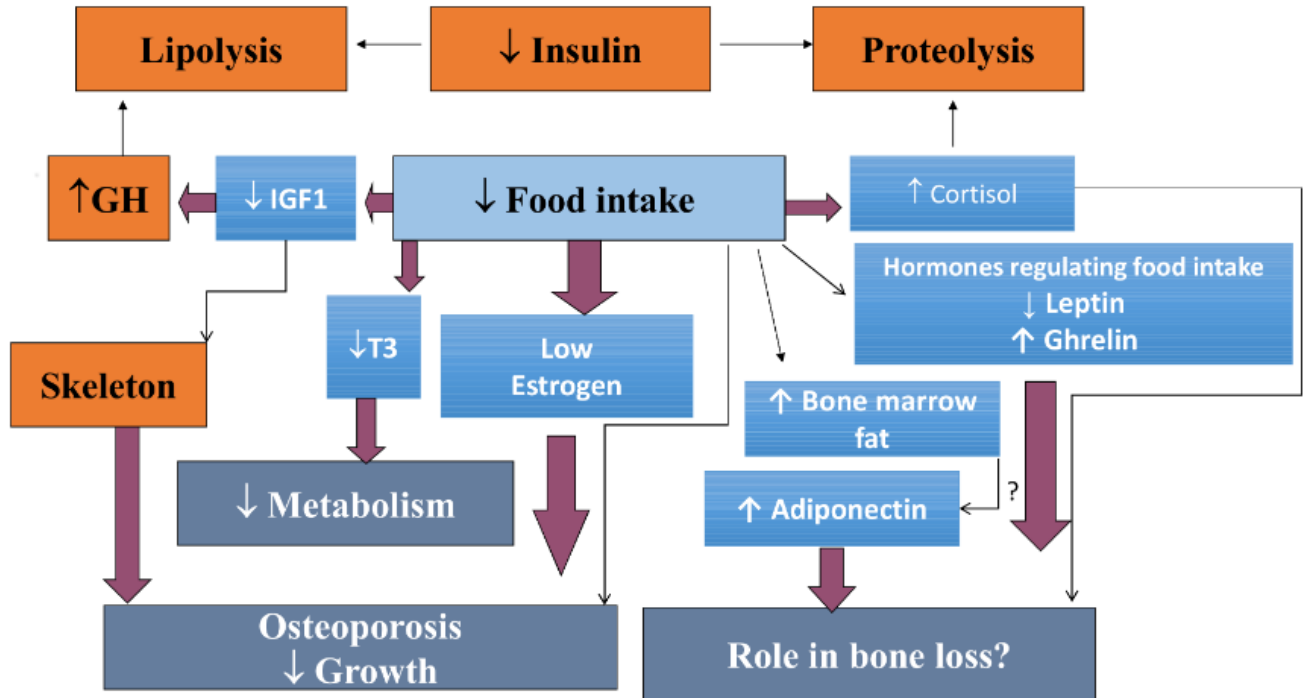 Lipolysis
↓ Insulin
Proteolysis
↑GH
↓ IGF1
↓ Food intake
↑ Cortisol
Hormones regulating food intake
↓ Leptin
↑ Ghrelin
↓T3
Low
Estrogen
Skeleton
↑ Bone marrow
fat
?
↓ Metabolism
↑ Adiponectin
Osteoporosis
↓ Growth
Role in bone loss?